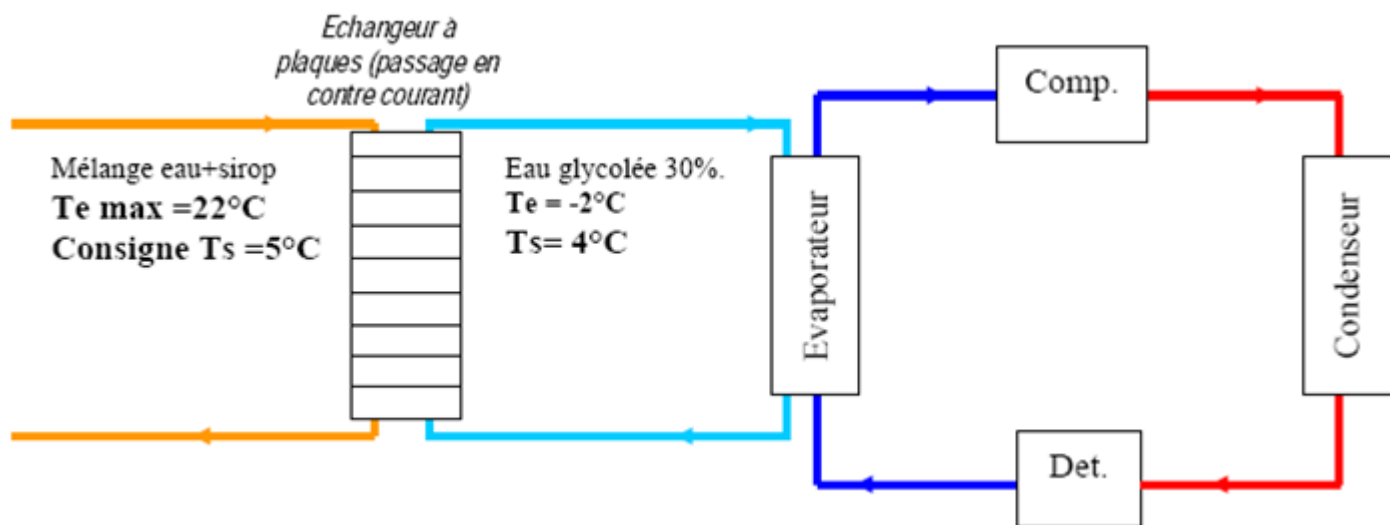 Echangeur à
plaques (passage en
contre courant)
Mélange eau+sirop
Te max =22°C
Consigne Ts =5°C
Eau glycolée 30%.
Te = -2°C
Ts= 4°C
Evaporateur
Comp.
Det.
Condenseur